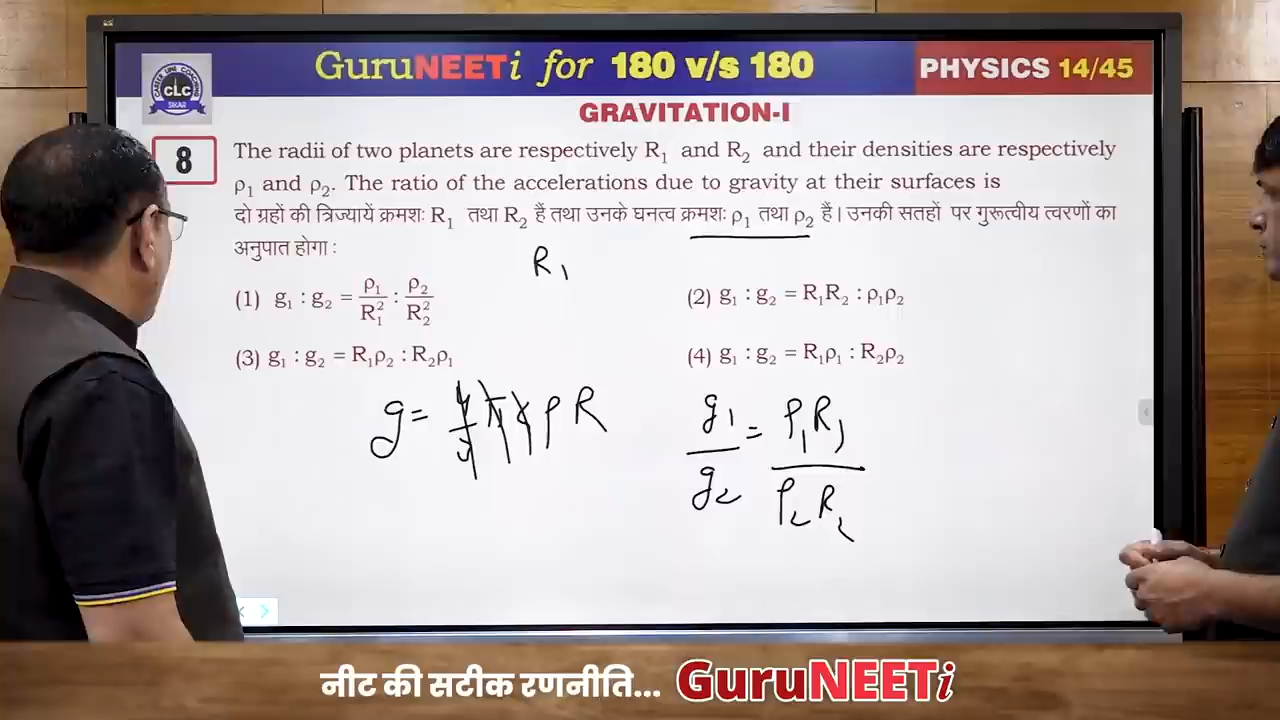 GuruNEETi for 180 v/s 180
PHYSICS 14/45
CLC
SIKAR
GRAVITATION-I
8
The radii of two planets are respectively R₁ and R₂ and their densities are respectively
ρ₁ and ρ₂. The ratio of the accelerations due to gravity at their surfaces is
दो ग्रहों की त्रिज्यायें क्रमशः R₁ तथा R₂ हैं तथा उनके घनत्व क्रमशः ρ₁ तथा ρ₂ हैं। उनकी सतहों पर गुरूत्वीय त्वरणों का
अनुपात होगा :
R₁
(1) g₁ : g₂ = ρ₁/R₁² : ρ₂/R₂²
(2) g₁ : g₂ = R₁R₂ : ρ₁ρ₂
(3) g₁ : g₂ = R₁ρ₂ : R₂ρ₁
(4) g₁ : g₂ = R₁ρ₁ : R₂ρ₂
g = 4/3 π G ρ R
g₁/g₂ = ρ₁R₁/ρ₂R₂
नीट की सटीक रणनीति... GuruNEETi